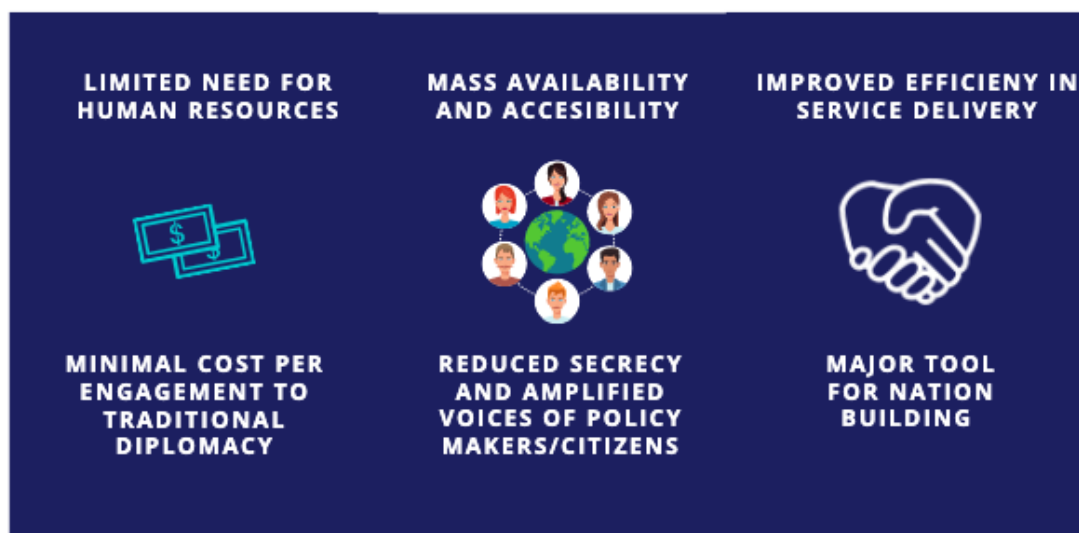 LIMITED NEED FOR
HUMAN RESOURCES
MASS AVAILABILITY
AND ACCESIBILITY
IMPROVED EFFICIENY IN
SERVICE DELIVERY
$
$
MINIMAL COST PER
ENGAGEMENT TO
TRADITIONAL
DIPLOMACY
REDUCED SECRECY
AND AMPLIFIED
VOICES OF POLICY
MAKERS/CITIZENS
MAJOR TOOL
FOR NATION
BUILDING